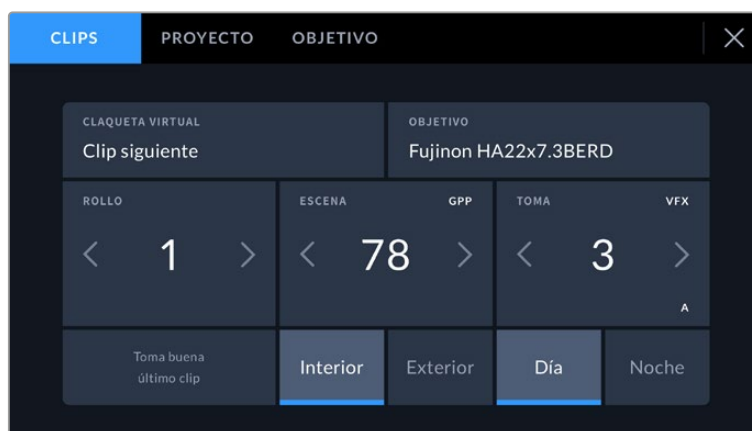 CLIPS PROYECTO OBJETIVO
CLAQUETA VIRTUAL
Clip siguiente
OBJETIVO
Fujinon HA22x7.3BERD
ROLLO
1
ESCENA GPP
78
TOMA VFX
3
A
Toma buena
último clip
Interior
Exterior
Día
Noche